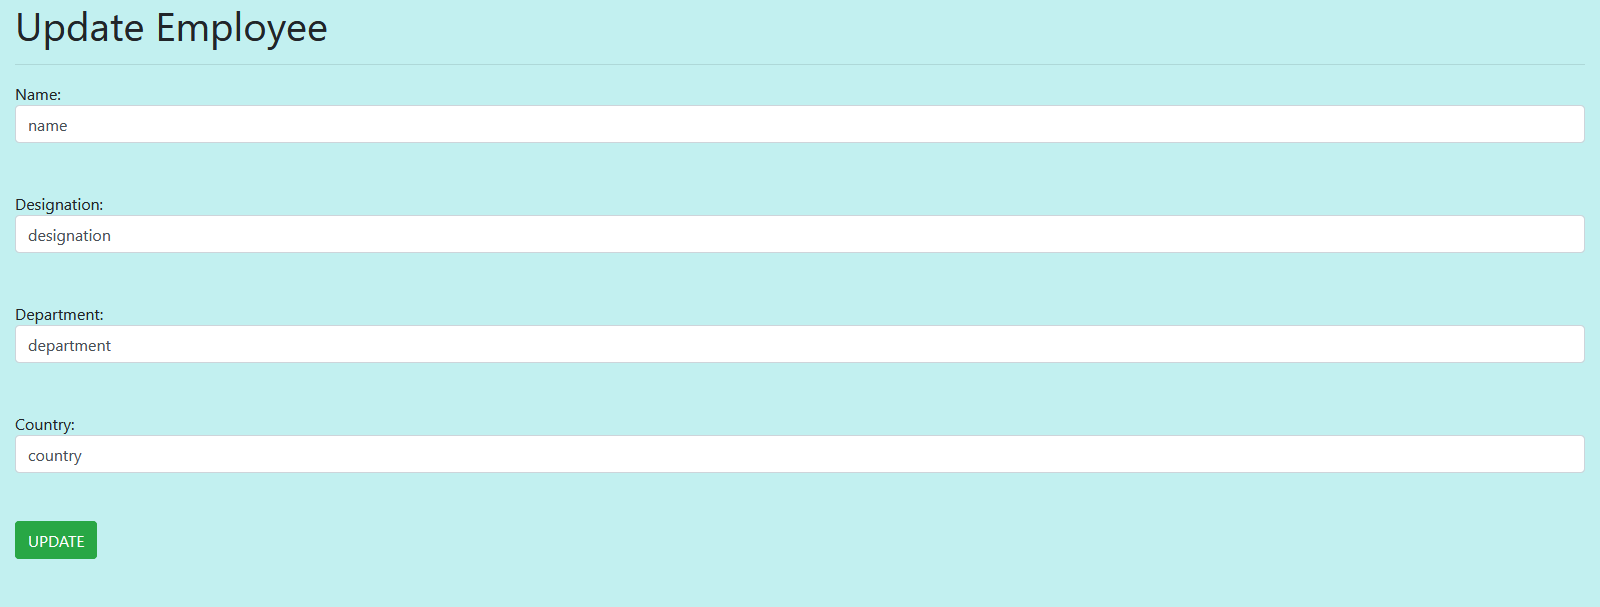 Update Employee
Name:
name
Designation:
designation
Department:
department
Country:
country
UPDATE